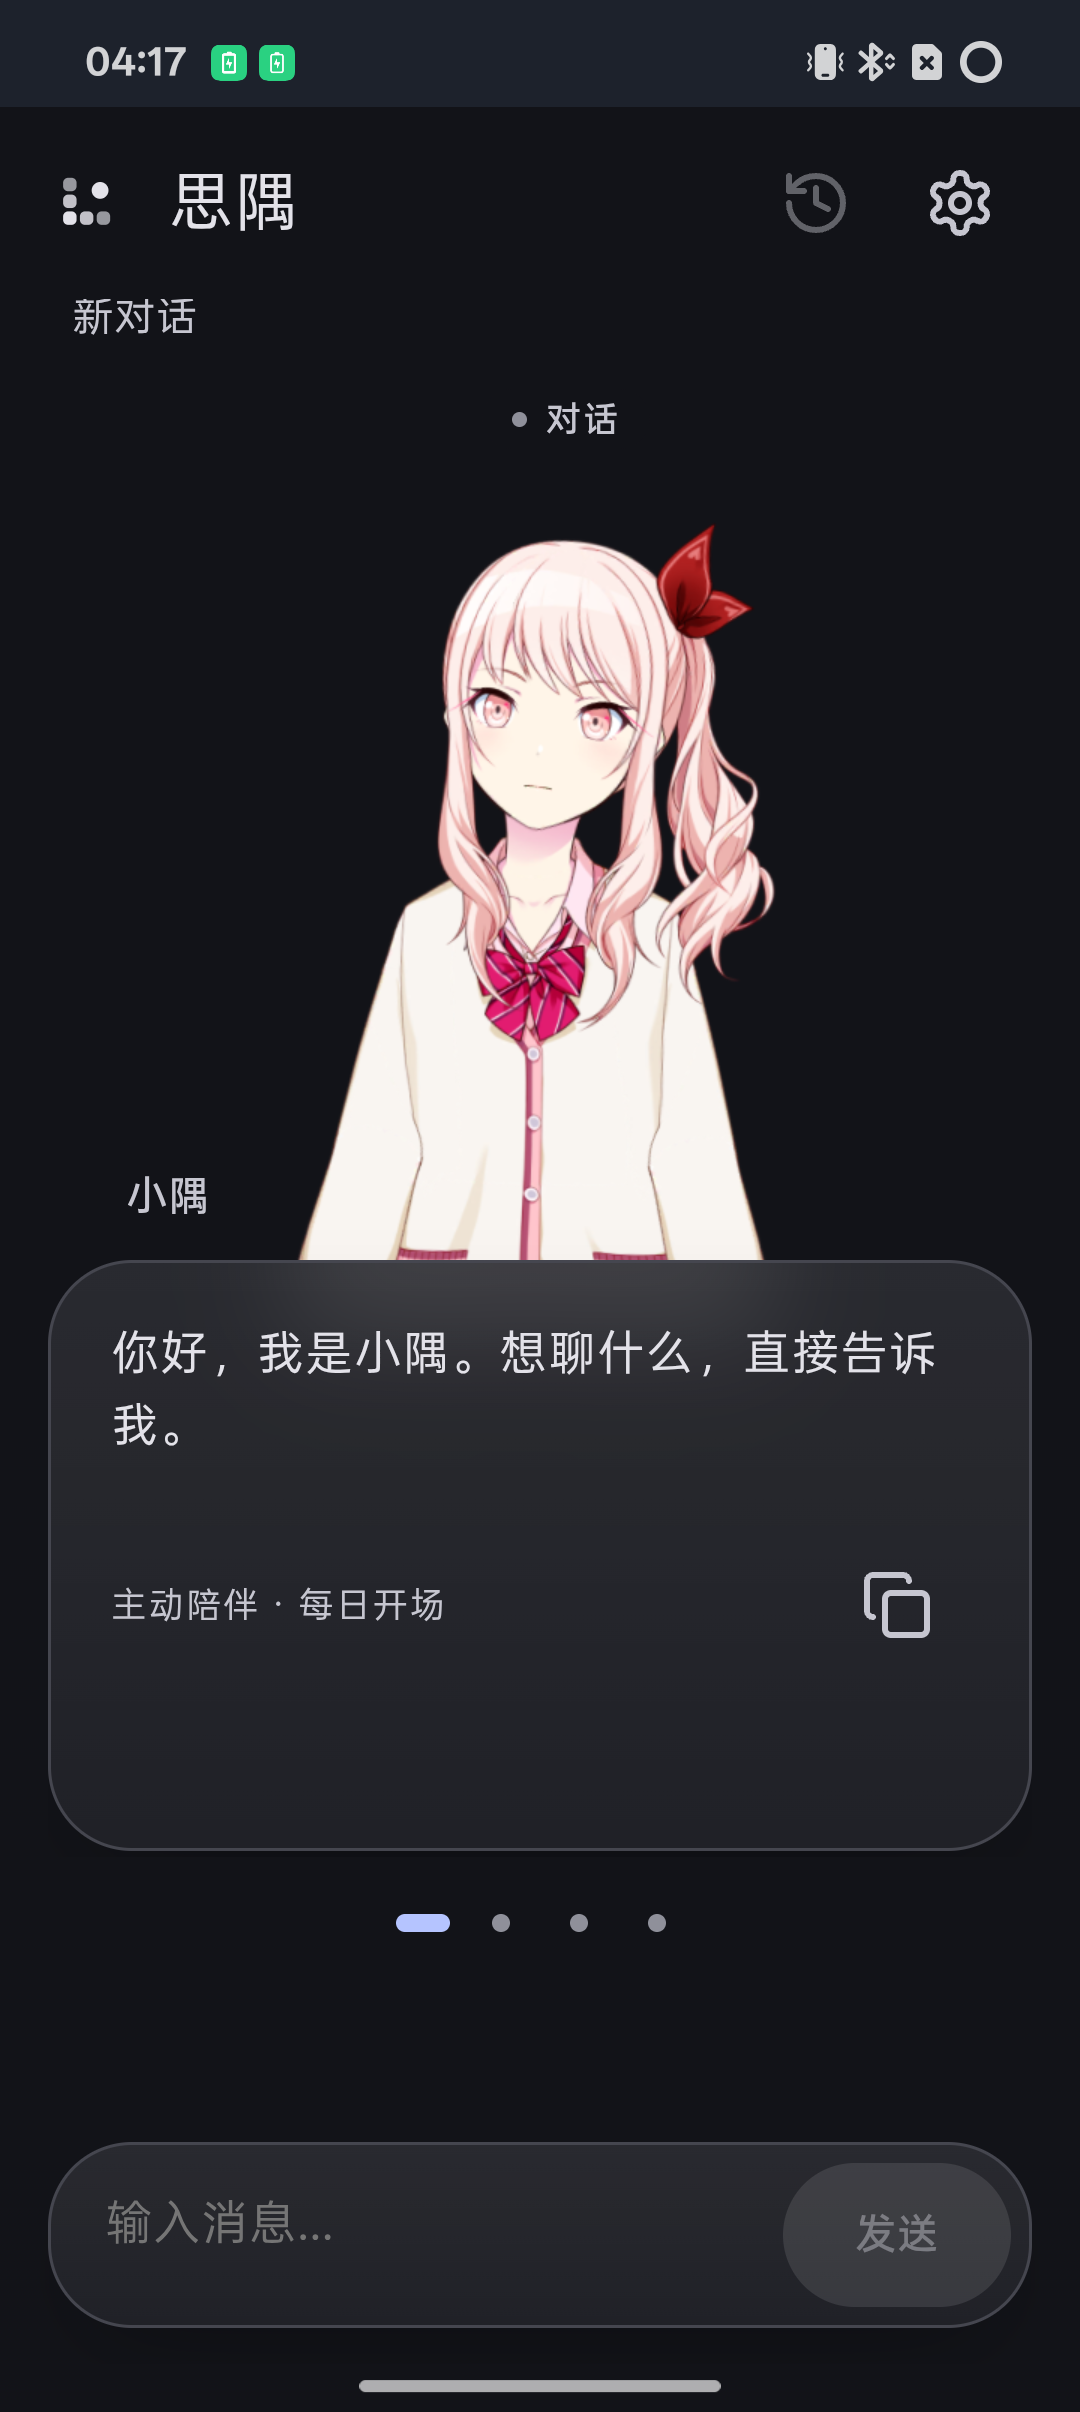 04:17
思隅
新对话
对话
小隅
你好，我是小隅。想聊什么，直接告诉
我。
主动陪伴 · 每日开场
输入消息...
发送